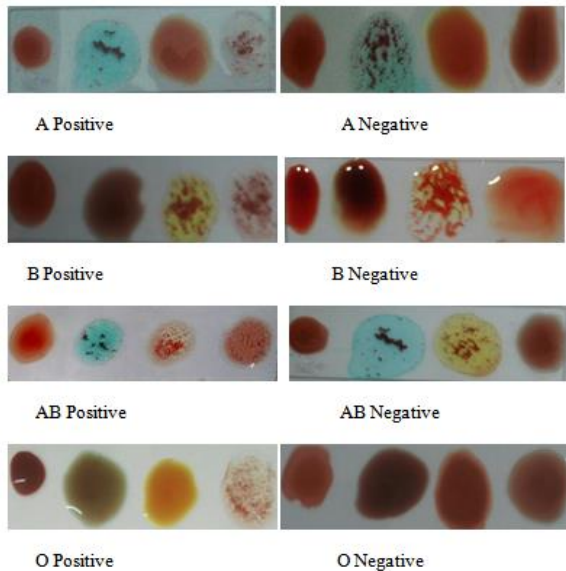 A Positive
A Negative
B Positive
B Negative
AB Positive
AB Negative
O Positive
O Negative